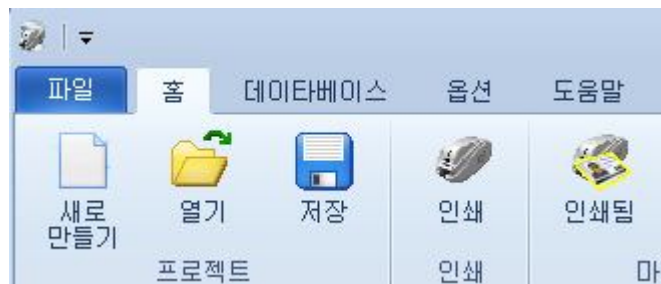 파일 홈 데이타베이스 옵션 도움말
새로 만들기 열기 저장 인쇄 인쇄됨
프로젝트 인쇄